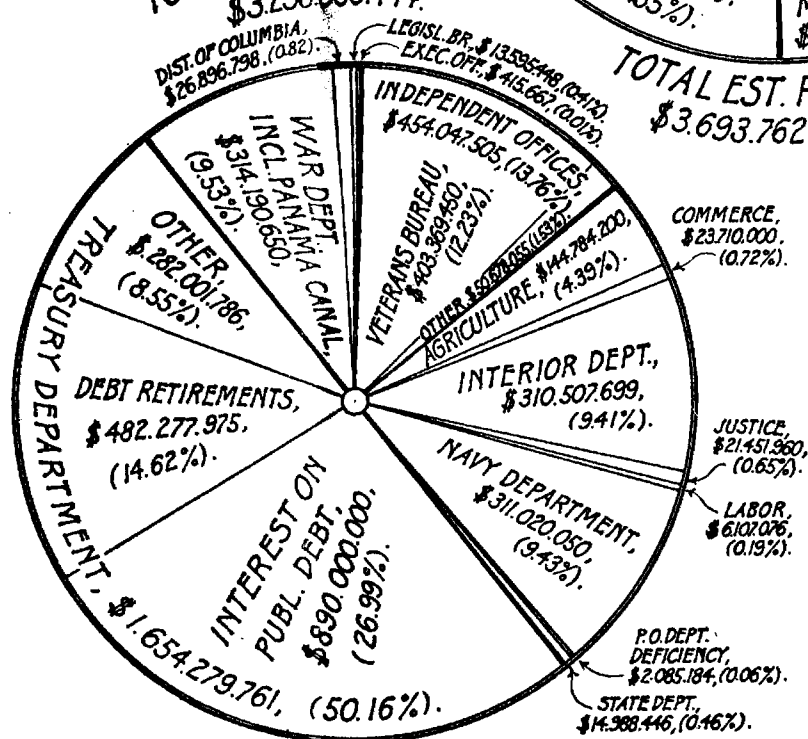 DIST. OF COLUMBIA,
$26.896.798, (0.82).
LEGISL. BR., $13.595.448, (0.41%).
EXEC. OFF., $415.667, (0.01%).
TOTAL EST. 
$3.693.762
INDEPENDENT OFFICES,
$454.047.505, (13.76%).
VETERANS BUREAU,
$403.369.450,
(12.23%).
OTHER, $50.678.055, (1.53%).
AGRICULTURE, $144.784.200,
(4.39%).
COMMERCE,
$23.710.000,
(0.72%).
INTERIOR DEPT.,
$310.507.699,
(9.41%).
JUSTICE,
$21.451.960,
(0.65%).
LABOR,
$6.107.076,
(0.19%).
NAVY DEPARTMENT,
$311.020.050,
(9.43%).
P.O. DEPT.
DEFICIENCY,
$2.085.184, (0.06%).
STATE DEPT.,
$14.988.446, (0.46%).
TREASURY DEPARTMENT, $1.654.279.761, (50.16%).
INTEREST ON
PUBL. DEBT,
$890.000.000,
(26.99%).
DEBT RETIREMENTS,
$482.277.975,
(14.62%).
OTHER,
$282.001.786,
(8.55%).
WAR DEPT.
INCL. PANAMA CANAL,
$314.190.650,
(9.53%).